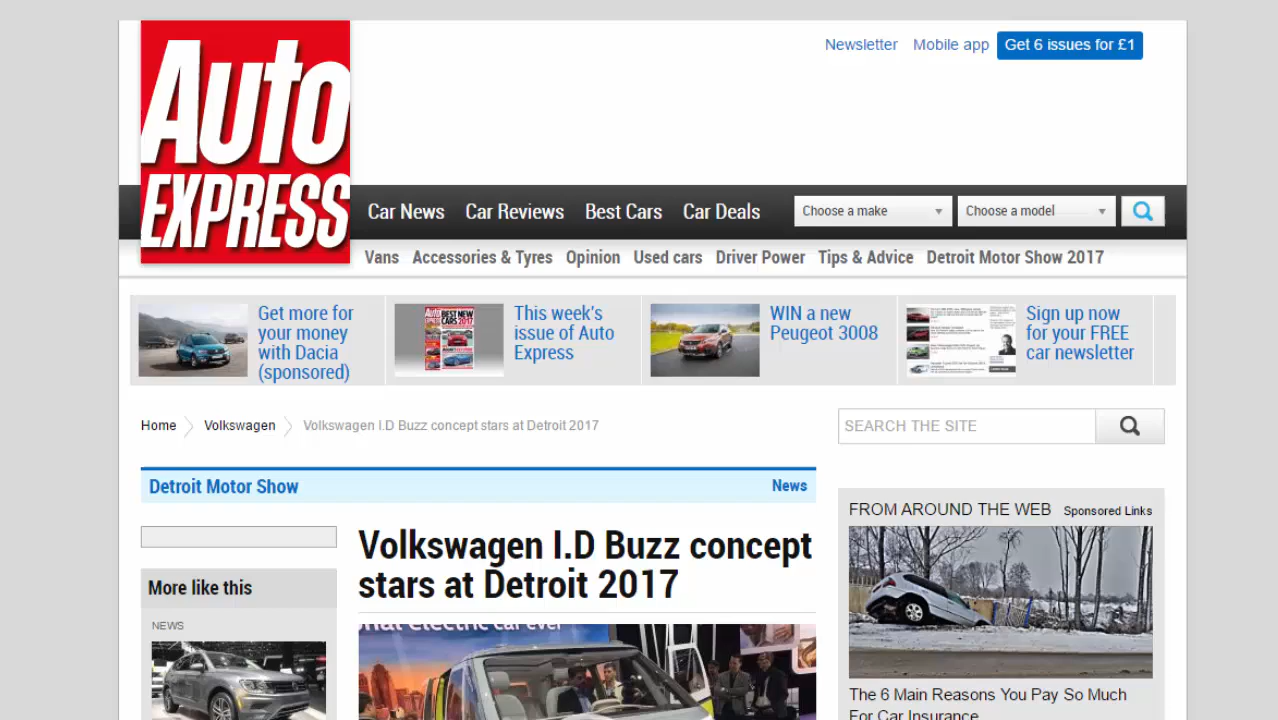 Auto
EXPRESS
Newsletter Mobile app Get 6 issues for £1
Car News Car Reviews Best Cars Car Deals Choose a make Choose a model
Vans Accessories & Tyres Opinion Used cars Driver Power Tips & Advice Detroit Motor Show 2017
Get more for
your money
with Dacia
(sponsored)
This week's
issue of Auto
Express
WIN a new
Peugeot 3008
Sign up now
for your FREE
car newsletter
Home Volkswagen Volkswagen I.D Buzz concept stars at Detroit 2017
SEARCH THE SITE
Detroit Motor Show News
Volkswagen I.D Buzz concept
stars at Detroit 2017
More like this
NEWS
FROM AROUND THE WEB Sponsored Links
The 6 Main Reasons You Pay So Much
For Car Insurance